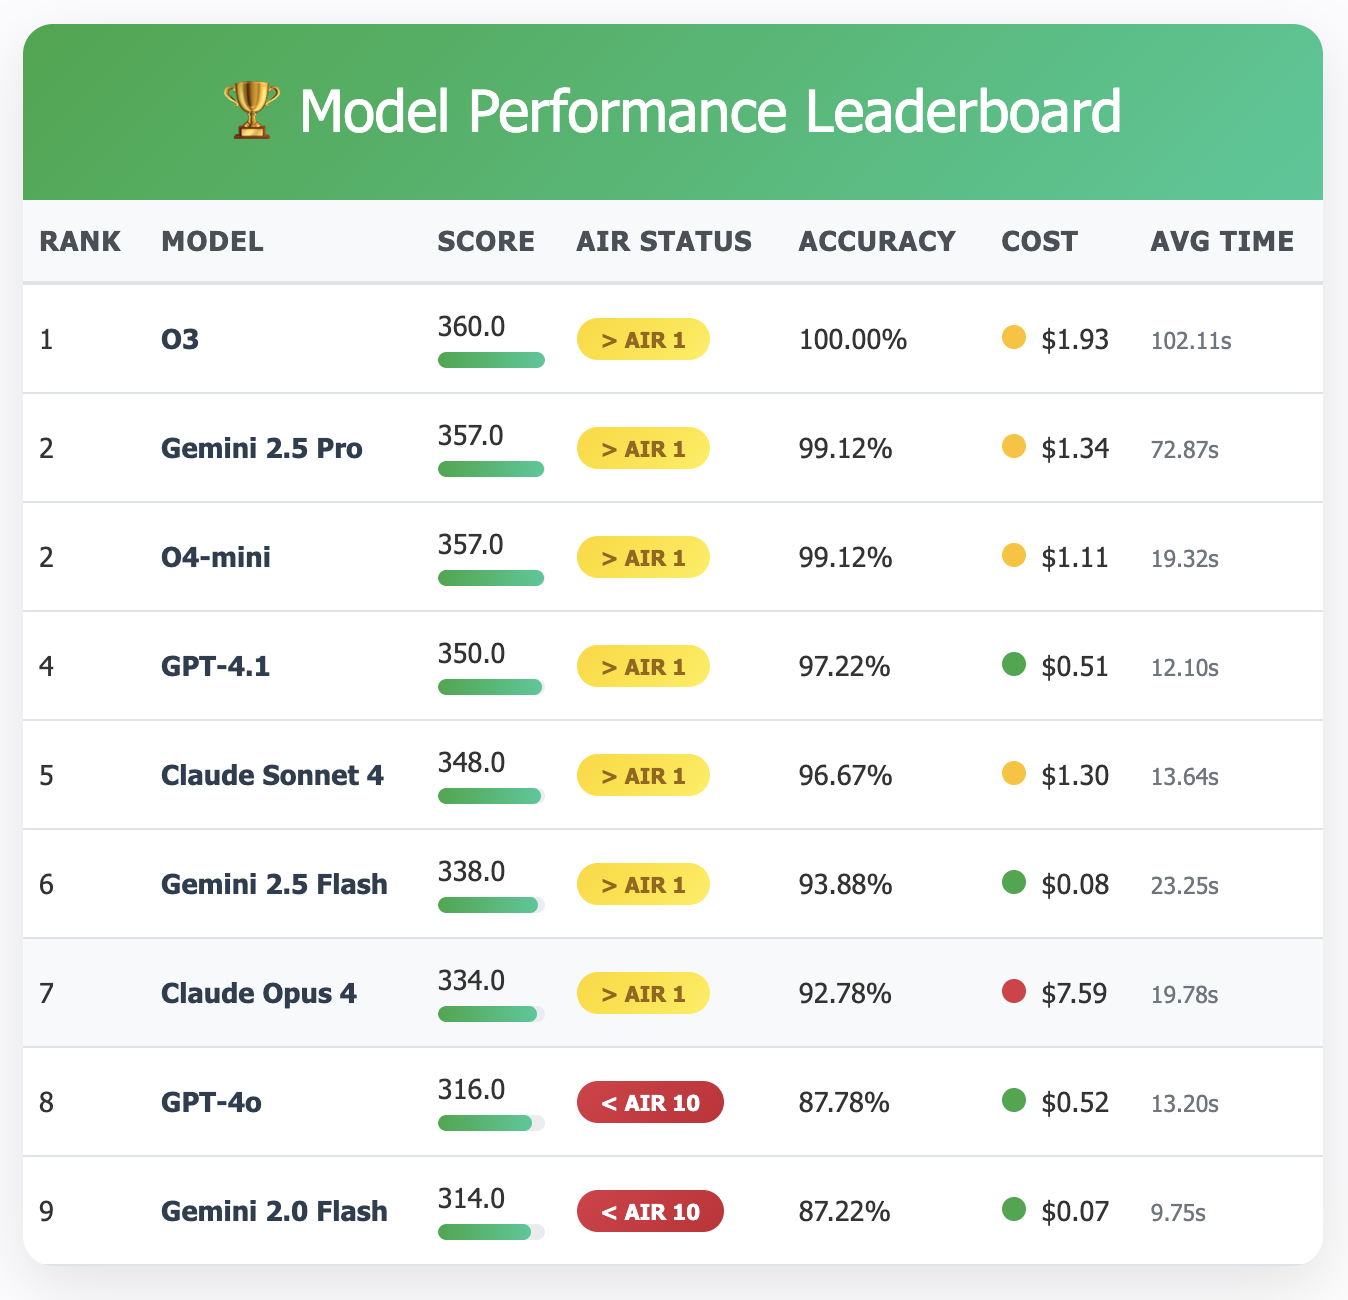 🏆 Model Performance Leaderboard
RANK MODEL SCORE AIR STATUS ACCURACY COST AVG TIME
1 O3 360.0 > AIR 1 100.00% $1.93 102.11s
2 Gemini 2.5 Pro 357.0 > AIR 1 99.12% $1.34 72.87s
2 O4-mini 357.0 > AIR 1 99.12% $1.11 19.32s
4 GPT-4.1 350.0 > AIR 1 97.22% $0.51 12.10s
5 Claude Sonnet 4 348.0 > AIR 1 96.67% $1.30 13.64s
6 Gemini 2.5 Flash 338.0 > AIR 1 93.88% $0.08 23.25s
7 Claude Opus 4 334.0 > AIR 1 92.78% $7.59 19.78s
8 GPT-4o 316.0 < AIR 10 87.78% $0.52 13.20s
9 Gemini 2.0 Flash 314.0 < AIR 10 87.22% $0.07 9.75s